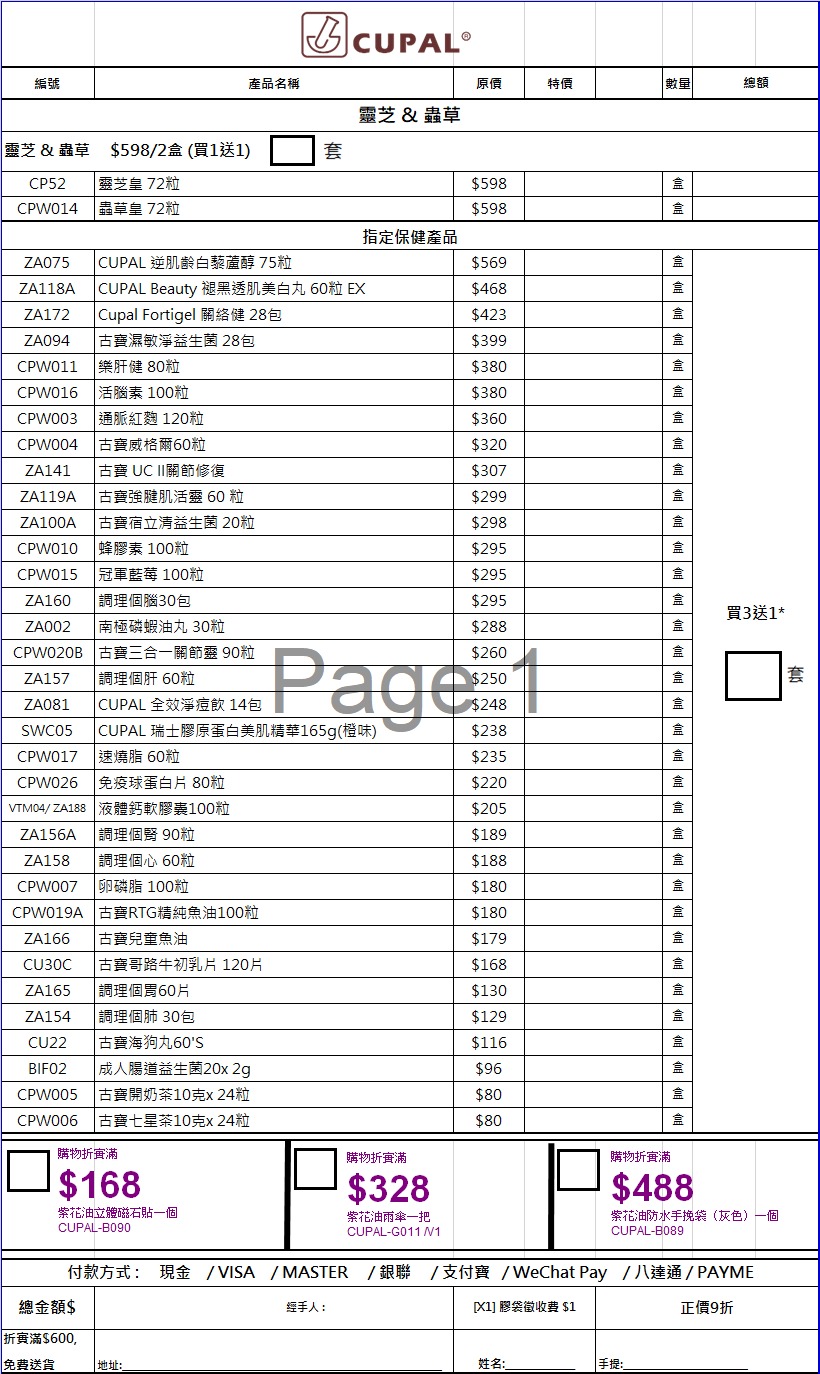 CUPAL®
編號 產品名稱 原價 特價 數量 總額
靈芝 & 蟲草
靈芝 & 蟲草 $598/2盒 (買1送1) 套
CP52 靈芝皇 72粒 $598 盒
CPW014 蟲草皇 72粒 $598 盒
指定保健產品
ZA075 CUPAL 逆肌齡白藜蘆醇 75粒 $569 盒
ZA118A CUPAL Beauty 褪黑透肌美白丸 60粒 EX $468 盒
ZA172 Cupal Fortigel 關絡健 28包 $423 盒
ZA094 古寶濕敏淨益生菌 28包 $399 盒
CPW011 樂肝健 80粒 $380 盒
CPW016 活腦素 100粒 $380 盒
CPW003 通脈紅麴 120粒 $360 盒
CPW004 古寶威格爾60粒 $320 盒
ZA141 古寶 UC II關節修復 $307 盒
ZA119A 古寶強腱肌活靈 60 粒 $299 盒
ZA100A 古寶宿立清益生菌 20粒 $298 盒
CPW010 蜂膠素 100粒 $295 盒
CPW015 冠軍藍莓 100粒 $295 盒
ZA160 調理個腦30包 $295 盒
買3送1*
ZA002 南極磷蝦油丸 30粒 $288 盒
CPW020B 古寶三合一關節靈 90粒 $260 盒
套
ZA157 調理個肝 60粒 $250 盒
Page 1
ZA081 CUPAL 全效淨痘飲 14包 $248 盒
SWC05 CUPAL 瑞士膠原蛋白美肌精華165g(橙味) $238 盒
CPW017 速燒脂 60粒 $235 盒
CPW026 免疫球蛋白片 80粒 $220 盒
VTM04/ ZA188 液體鈣軟膠囊100粒 $205 盒
ZA156A 調理個腎 90粒 $189 盒
ZA158 調理個心 60粒 $188 盒
CPW007 卵磷脂 100粒 $180 盒
CPW019A 古寶RTG精純魚油100粒 $180 盒
ZA166 古寶兒童魚油 $179 盒
CU30C 古寶哥路牛初乳片 120片 $168 盒
ZA165 調理個胃60片 $130 盒
ZA154 調理個肺 30包 $129 盒
CU22 古寶海狗丸60'S $116 盒
BIF02 成人腸道益生菌20x 2g $96 盒
CPW005 古寶開奶茶10克x 24粒 $80 盒
CPW006 古寶七星茶10克x 24粒 $80 盒
購物折實滿
$168
紫花油立體磁石貼一個
CUPAL-B090
購物折實滿
$328
紫花油雨傘一把
CUPAL-G011 /V1
購物折實滿
$488
紫花油防水手挽袋（灰色）一個
CUPAL-B089
付款方式： 現金 / VISA / MASTER / 銀聯 / 支付寶 / WeChat Pay / 八達通 / PAYME
總金額$ 經手人 : [X1] 膠袋徵收費 $1 正價9折
折實滿$600,
免費送貨 地址: 姓名: 手提: